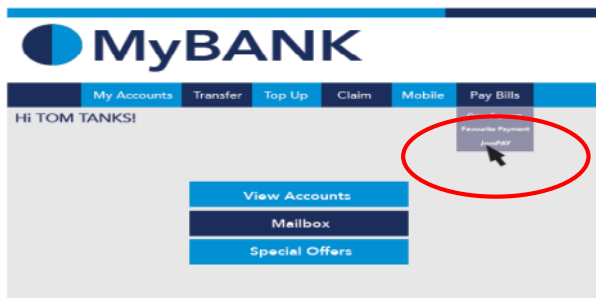 MyBANK
My Accounts Transfer Top Up Claim Mobile Pay Bills
Hi TOM TANKS!
Favourite Payment
JomPAY
View Accounts
Mailbox
Special Offers